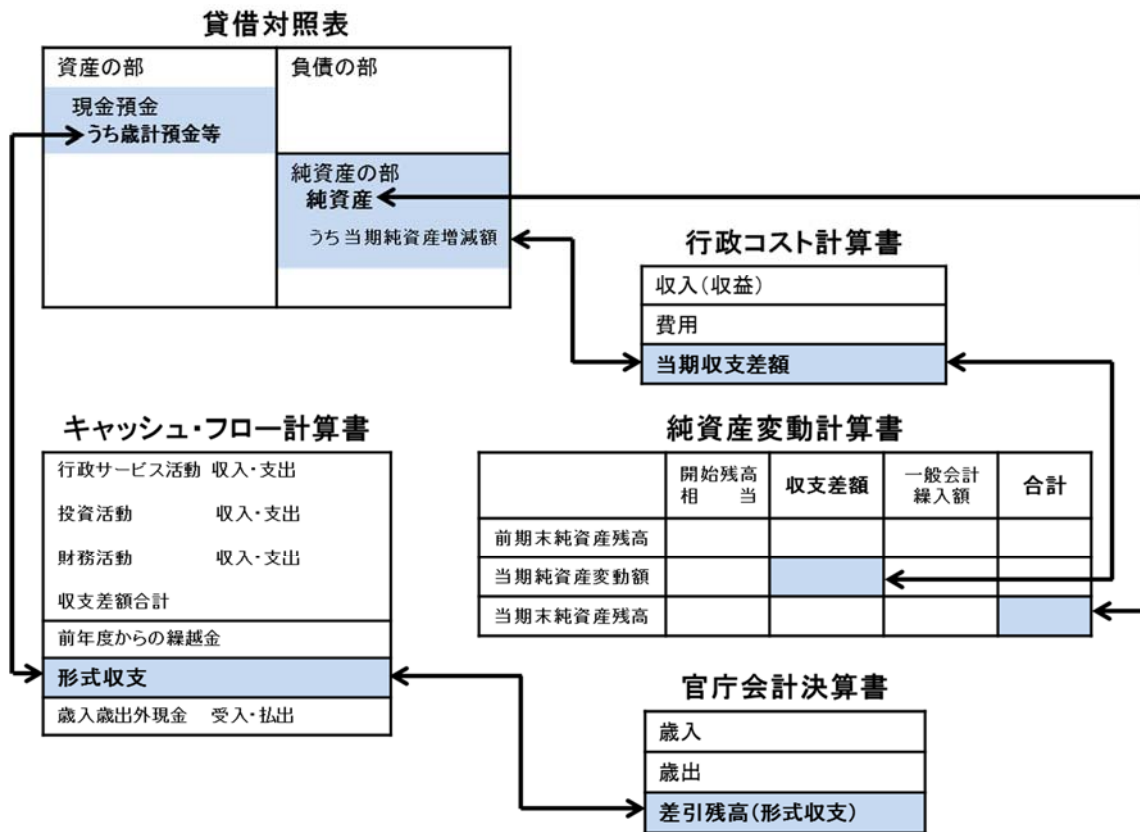 貸借対照表
資産の部
現金預金
うち歳計預金等
負債の部
純資産の部
純資産
うち当期純資産増減額
行政コスト計算書
収入(収益)
費用
当期収支差額
キャッシュ・フロー計算書
行政サービス活動 収入・支出
投資活動 収入・支出
財務活動 収入・支出
収支差額合計
前年度からの繰越金
形式収支
歳入歳出外現金 受入・払出
純資産変動計算書
開始残高
相 当
収支差額
一般会計
繰入額
合計
前期末純資産残高
当期純資産変動額
当期末純資産残高
官庁会計決算書
歳入
歳出
差引残高(形式収支)